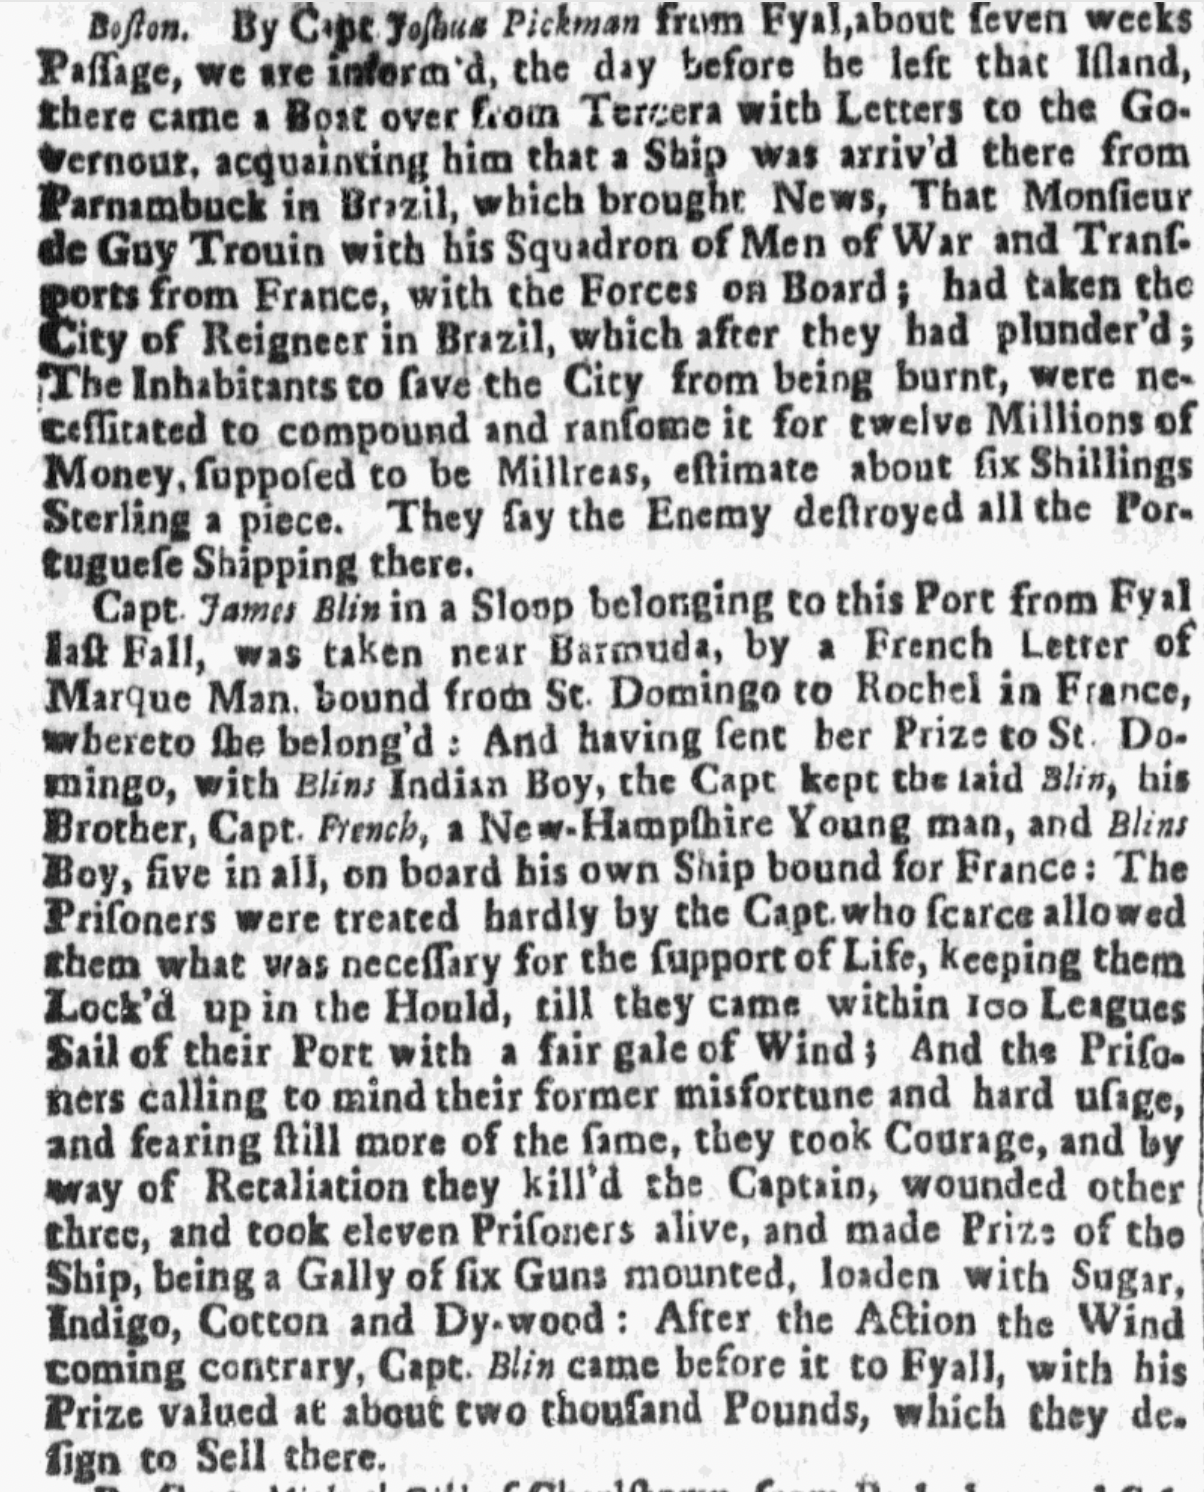 Boſton. By Capt Joſhua Pickman from Fyal, about ſeven weeks
Paſſage, we are inform'd, the day before he left that Iſland,
there came a Boat over from Tercera with Letters to the Go-
vernour, acquainting him that a Ship was arriv'd there from
Parnambuck in Brazil, which brought News, That Monſieur
de Guy Trouin with his Squadron of Men of War and Tranſ-
ports from France, with the Forces on Board; had taken the
City of Reigneer in Brazil, which after they had plunder'd;
The Inhabitants to ſave the City from being burnt, were ne-
ceſſitated to compound and ranſome it for twelve Millions of
Money, ſuppoſed to be Millreas, eſtimate about ſix Shillings
Sterling a piece. They ſay the Enemy deſtroyed all the Por-
tugueſe Shipping there.
Capt. James Blin in a Sloop belonging to this Port from Fyal
laſt Fall, was taken near Barmuda, by a French Letter of
Marque Man, bound from St. Domingo to Rochel in France,
whereto ſhe belong'd : And having ſent her Prize to St. Do-
mingo, with Blins Indian Boy, the Capt kept the ſaid Blin, his
Brother, Capt. French, a New-Hampſhire Young man, and Blins
Boy, five in all, on board his own Ship bound for France: The
Priſoners were treated hardly by the Capt. who ſcarce allowed
them what was neceſſary for the ſupport of Life, keeping them
Lock'd up in the Hould, till they came within 100 Leagues
Sail of their Port with a fair gale of Wind; And the Priſo-
ners calling to mind their former misfortune and hard uſage,
and fearing ſtill more of the ſame, they took Courage, and by
way of Retaliation they kill'd the Captain, wounded other
three, and took eleven Priſoners alive, and made Prize of the
Ship, being a Gally of ſix Guns mounted, loaden with Sugar,
Indigo, Cotton and Dy-wood : After the Action the Wind
coming contrary, Capt. Blin came before it to Fyall, with his
Prize valued at about two thouſand Pounds, which they de-
ſign to Sell there.